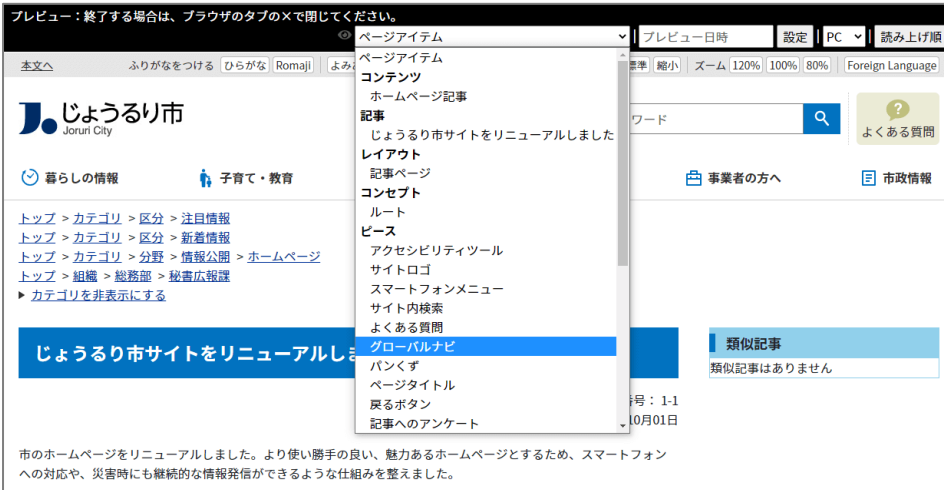 プレビュー：終了する場合は、ブラウザのタブの×で閉じてください。
ページアイテム
プレビュー日時
設定
PC
読み上げ順
本文へ
ふりがなをつける ひらがな Romaji
標準 縮小 ズーム 120% 100% 80% Foreign Language
ページアイテム
コンテンツ
ホームページ記事
記事
じょうるり市サイトをリニューアルしました
レイアウト
記事ページ
コンセプト
ルート
ピース
アクセシビリティツール
サイトロゴ
スマートフォンメニュー
サイト内検索
よくある質問
グローバルナビ
パンくず
ページタイトル
戻るボタン
記事へのアンケート
じょうるり市
Joruri City
ワード
よくある質問
暮らしの情報
子育て・教育
事業者の方へ
市政情報
トップ > カテゴリ > 区分 > 注目情報
トップ > カテゴリ > 区分 > 新着情報
トップ > カテゴリ > 分野 > 情報公開 > ホームページ
トップ > 組織 > 総務部 > 秘書広報課
▶ カテゴリを非表示にする
じょうるり市サイトをリニューアルし
類似記事
類似記事はありません
号： 1-1
10月01日
市のホームページをリニューアルしました。より使い勝手の良い、魅力あるホームページとするため、スマートフォン
への対応や、災害時にも継続的な情報発信ができるような仕組みを整えました。